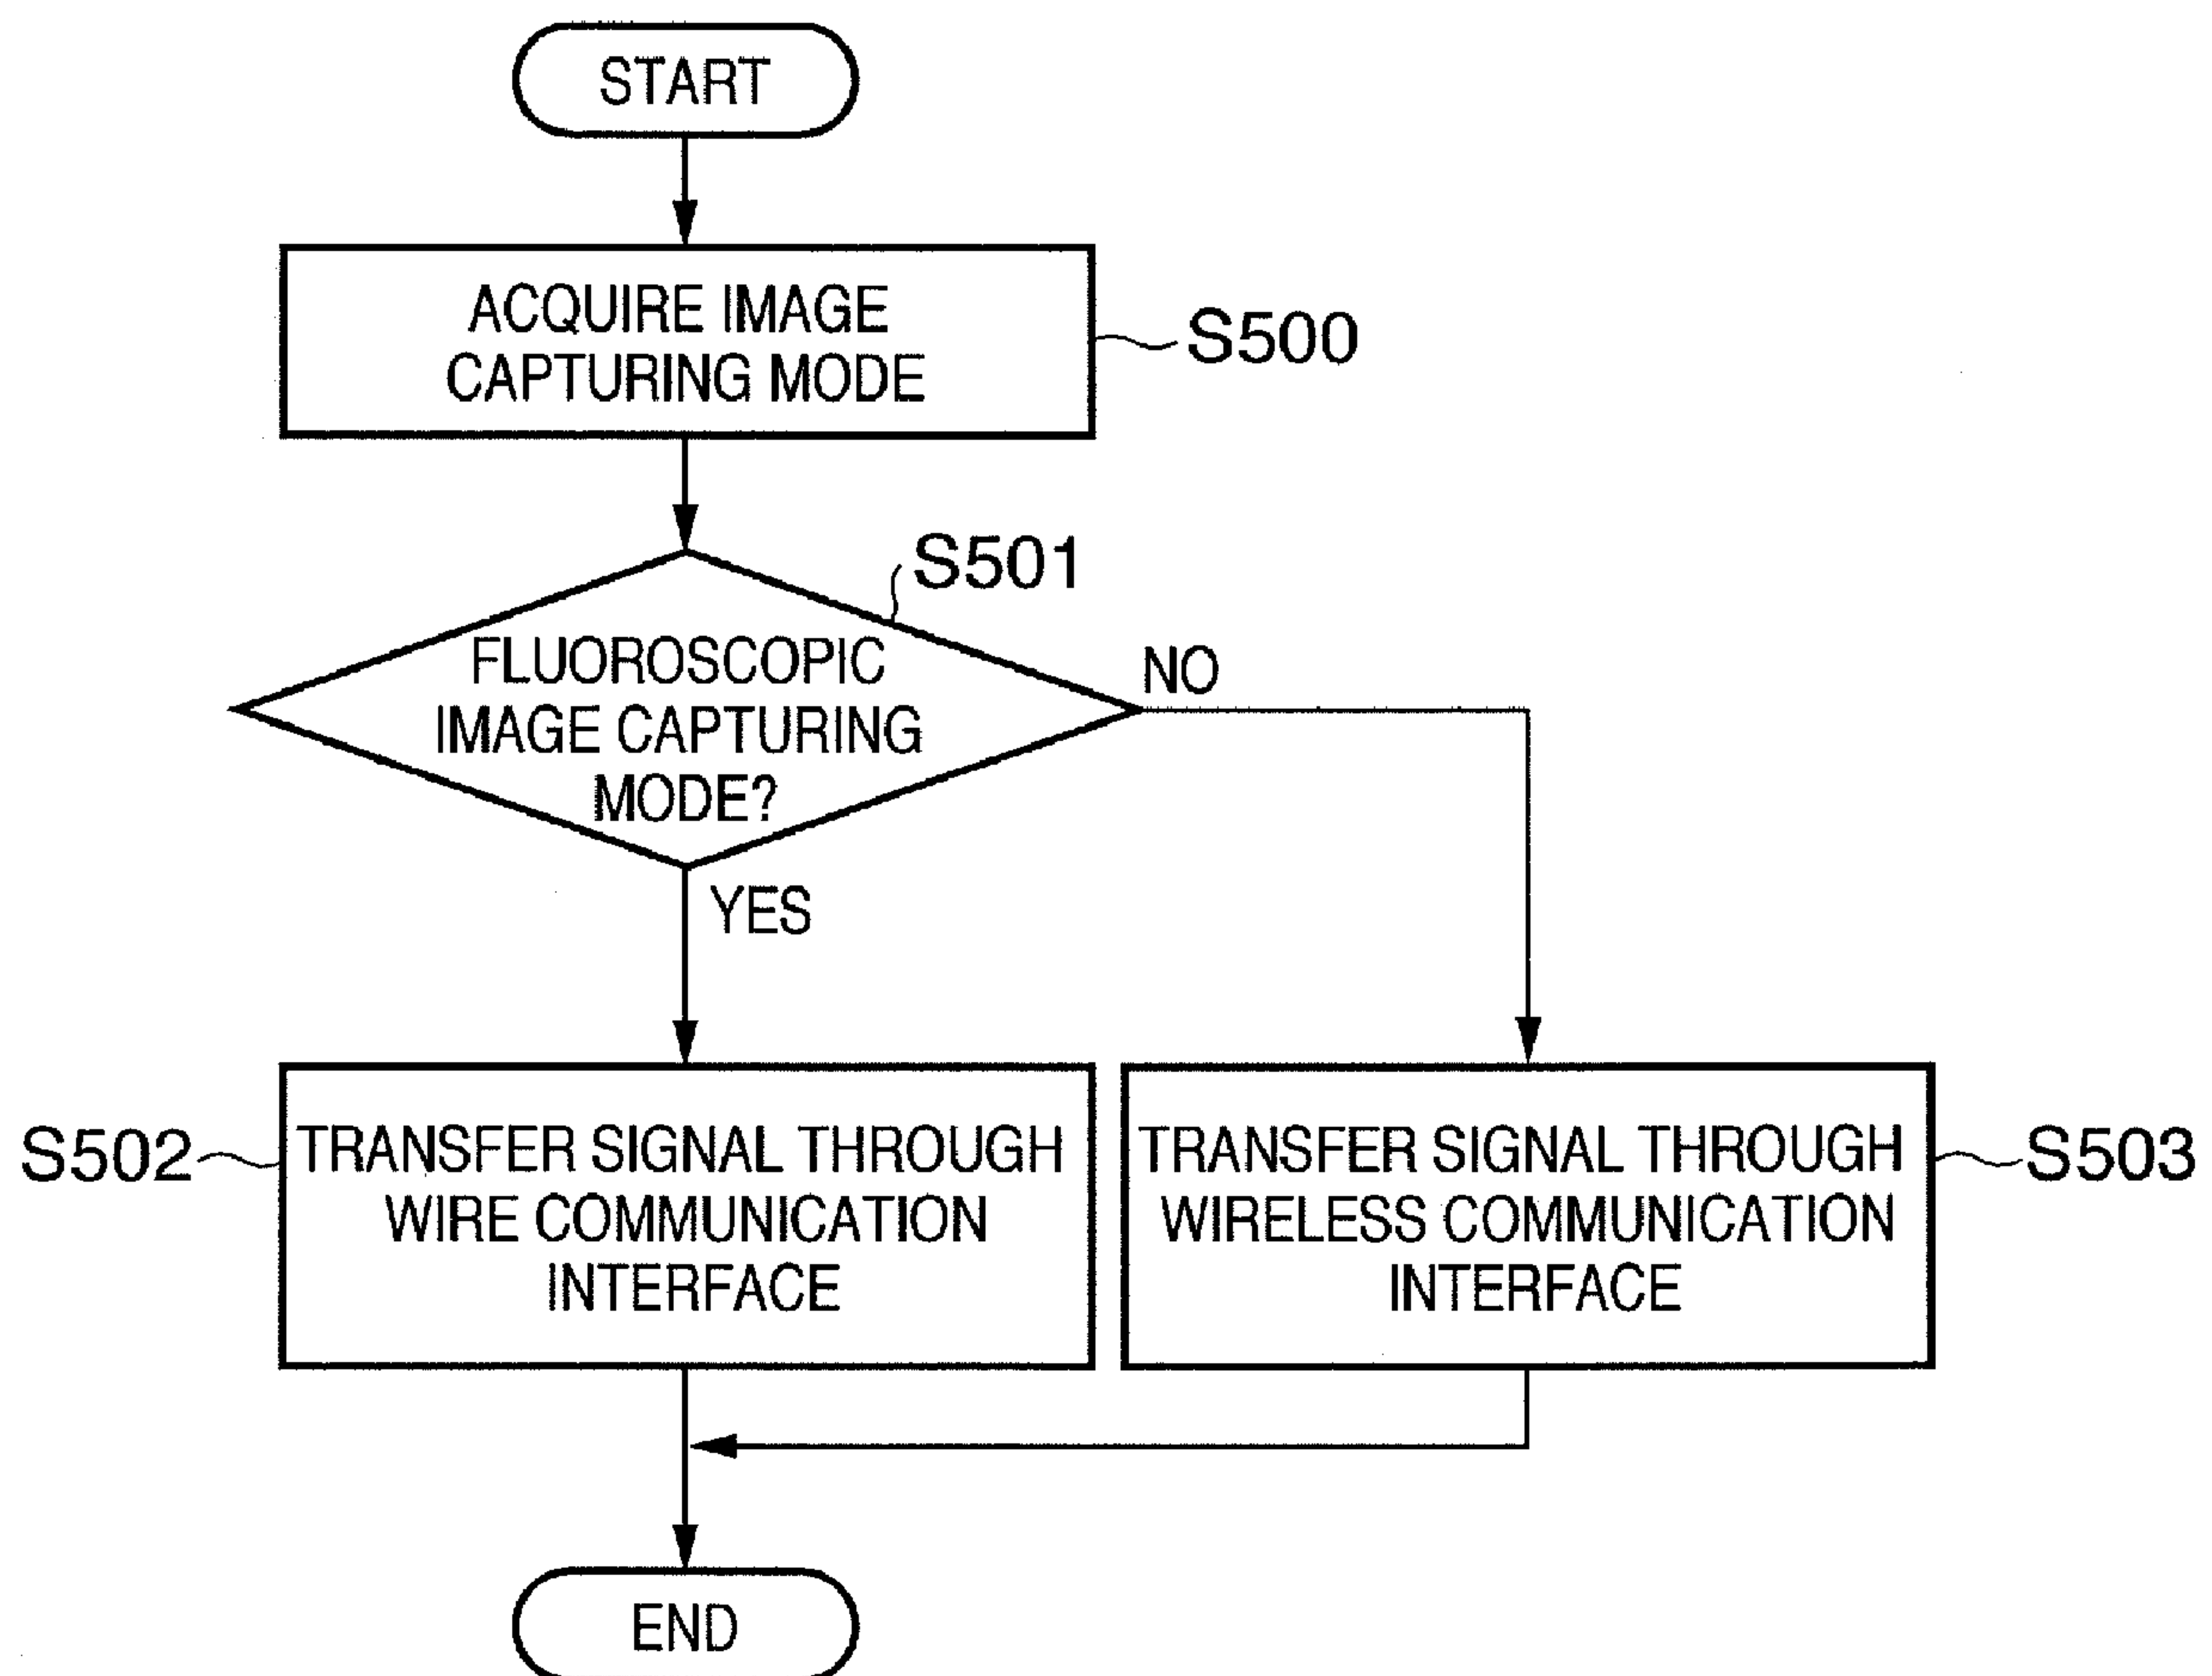 START
ACQUIRE IMAGE
CAPTURING MODE
S500
S501
FLUOROSCOPIC
IMAGE CAPTURING
MODE?
NO
YES
S502
TRANSFER SIGNAL THROUGH
WIRE COMMUNICATION
INTERFACE
TRANSFER SIGNAL THROUGH
WIRELESS COMMUNICATION
INTERFACE
S503
END